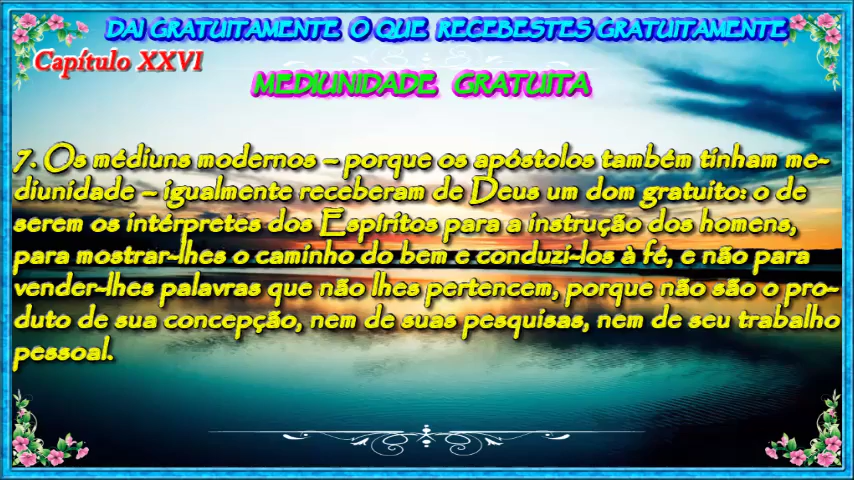 DAI GRATUITAMENTE O QUE RECEBESTES GRATUITAMENTE
Capítulo XXVI
MEDIUNIDADE GRATUITA
7. Os médiuns modernos – porque os apóstolos também tinham me-
diunidade – igualmente receberam de Deus um dom gratuito: o de
serem os intérpretes dos Espíritos para a instrução dos homens,
para mostrar-lhes o caminho do bem e conduzi-los à fé, e não para
vender-lhes palavras que não lhes pertencem, porque não são o pro-
duto de sua concepção, nem de suas pesquisas, nem de seu trabalho
pessoal.